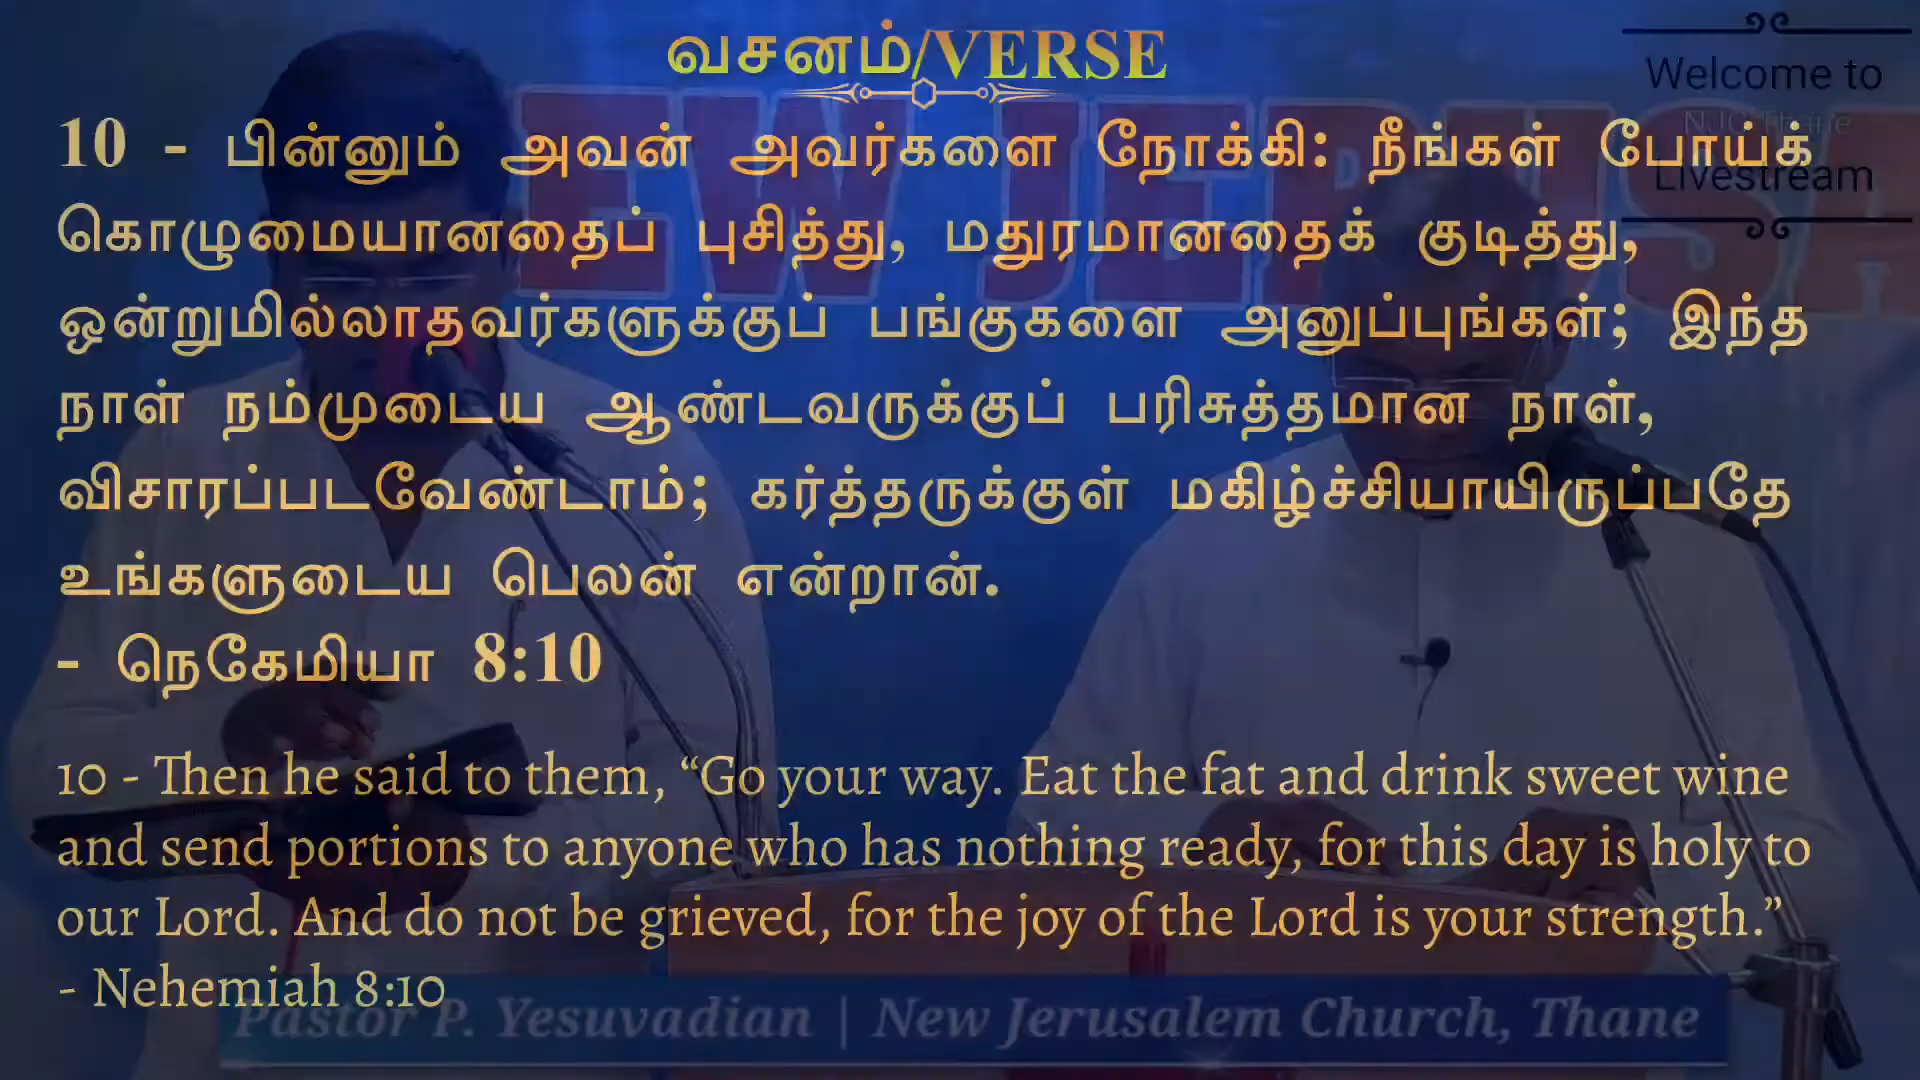 வசனம்/VERSE
Welcome to
NJC Thane
Livestream
EW JERUSA
10 - பின்னும் அவன் அவர்களை நோக்கி: நீங்கள் போய்க்
கொழுமையானதைப் புசித்து, மதுரமானதைக் குடித்து,
ஒன்றுமில்லாதவர்களுக்குப் பங்குகளை அனுப்புங்கள்; இந்த
நாள் நம்முடைய ஆண்டவருக்குப் பரிசுத்தமான நாள்,
விசாரப்படவேண்டாம்; கர்த்தருக்குள் மகிழ்ச்சியாயிருப்பதே
உங்களுடைய பெலன் என்றான்.
- நெகேமியா 8:10
10 - Then he said to them, “Go your way. Eat the fat and drink sweet wine
and send portions to anyone who has nothing ready, for this day is holy to
our Lord. And do not be grieved, for the joy of the Lord is your strength.”
- Nehemiah 8:10
Pastor P. Yesuvadian | New Jerusalem Church, Thane